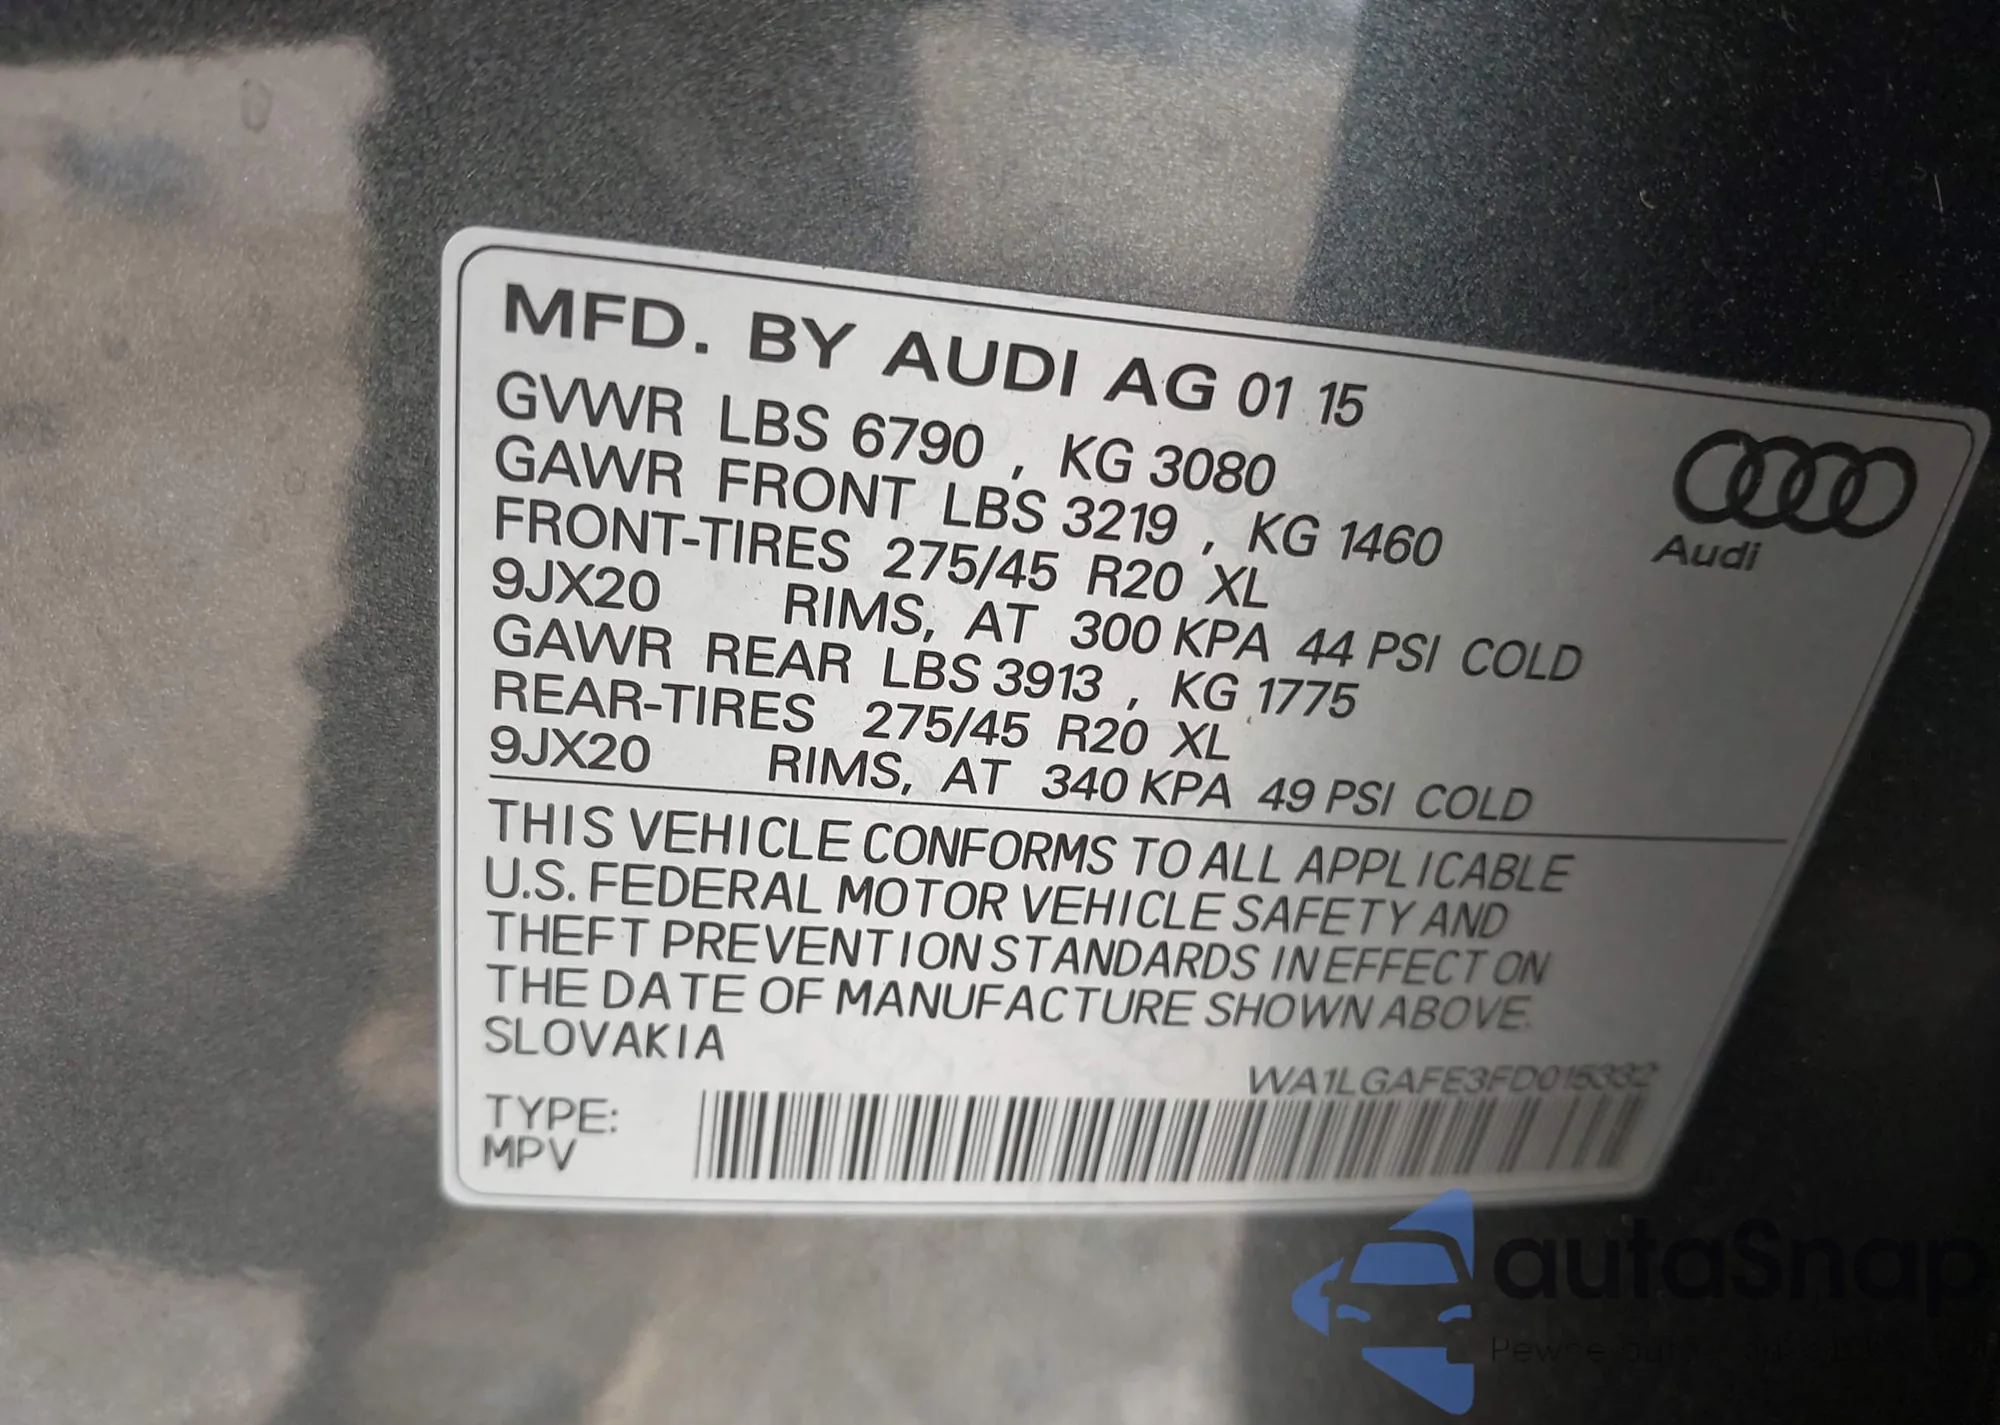 MFD. BY AUDI AG 01 15
GVWR LBS 6790 , KG 3080
GAWR FRONT LBS 3219 , KG 1460
FRONT-TIRES 275/45 R20 XL
9JX20 RIMS, AT 300 KPA 44 PSI COLD
GAWR REAR LBS 3913 , KG 1775
REAR-TIRES 275/45 R20 XL
9JX20 RIMS, AT 340 KPA 49 PSI COLD
Audi
THIS VEHICLE CONFORMS TO ALL APPLICABLE
U.S. FEDERAL MOTOR VEHICLE SAFETY AND
THEFT PREVENTION STANDARDS IN EFFECT ON
THE DATE OF MANUFACTURE SHOWN ABOVE.
SLOVAKIA
WA1LGAFE3FD015332
TYPE:
MPV
autaSnap
Pewne